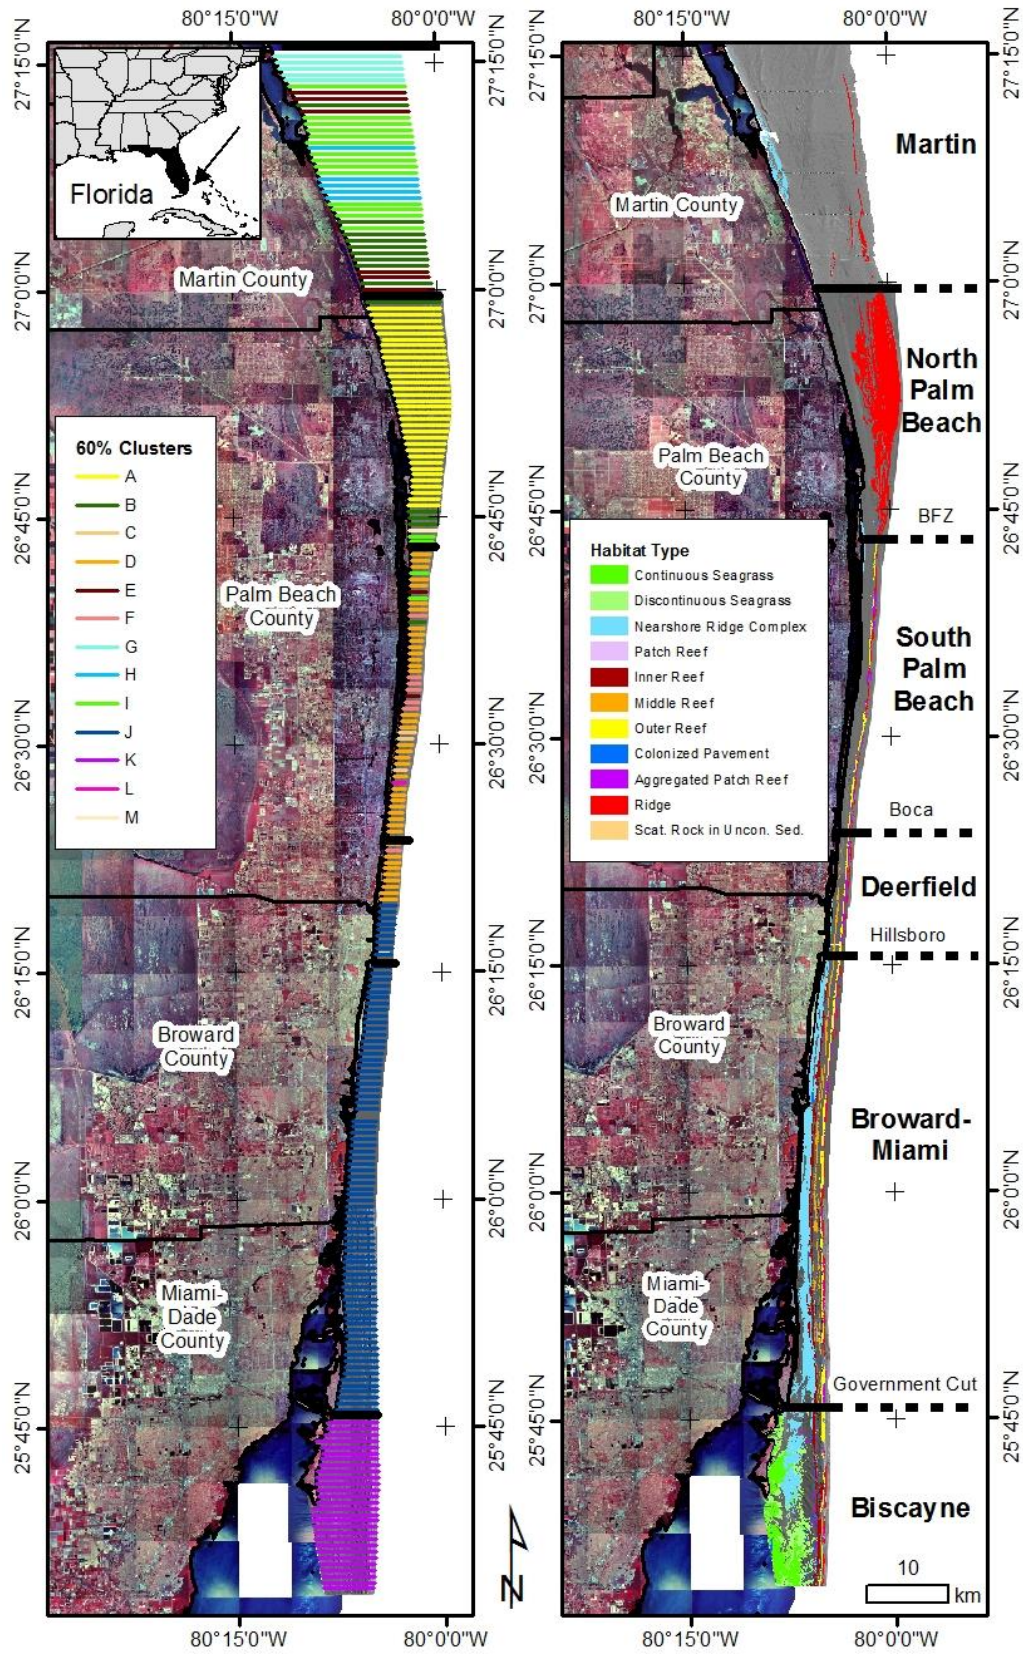 80°15'0"W
80°00'0"W
80°15'0"W
80°00'0"W
27°15'0"N
27°15'0"N
27°15'0"N
27°15'0"N
Florida
Martin
Martin County
Martin County
27°0'0"N
27°0'0"N
27°0'0"N
27°0'0"N
North
Palm
Beach
60% Clusters
A
B
C
D
E
F
G
H
I
J
K
L
M
Palm Beach
County
26°45'0"N
26°45'0"N
26°45'0"N
26°45'0"N
BFZ
Habitat Type
Continuous Seagrass
Discontinuous Seagrass
Nearshore Ridge Complex
Patch Reef
Inner Reef
Middle Reef
Outer Reef
Colonized Pavement
Aggregated Patch Reef
Ridge
Scat. Rock in Uncon. Sed.
Palm Beach
County
South
Palm
Beach
26°30'0"N
26°30'0"N
26°30'0"N
26°30'0"N
Boca
Deerfield
Hillsboro
26°15'0"N
26°15'0"N
26°15'0"N
26°15'0"N
Broward
County
Broward
County
Broward-
Miami
26°0'0"N
26°0'0"N
26°0'0"N
26°0'0"N
Miami-
Dade
County
Miami-
Dade
County
Government Cut
25°45'0"N
25°45'0"N
25°45'0"N
25°45'0"N
Biscayne
N
10
km
80°15'0"W
80°0'0"W
80°15'0"W
80°0'0"W